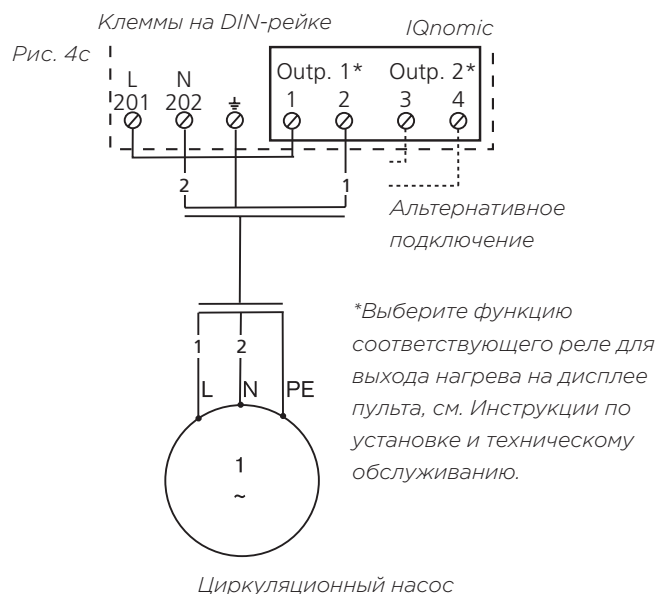 Клеммы на DIN-рейке
IQnomic
Рис. 4c
Outp. 1* Outp. 2*
L N
201 202 1 2 3 4
2 1
Альтернативное
подключение
*Выберите функцию
соответствующего реле для
выхода нагрева на дисплее
пульта, см. Инструкции по
установке и техническому
обслуживанию.
1 2
L N PE
1
~
Циркуляционный насос